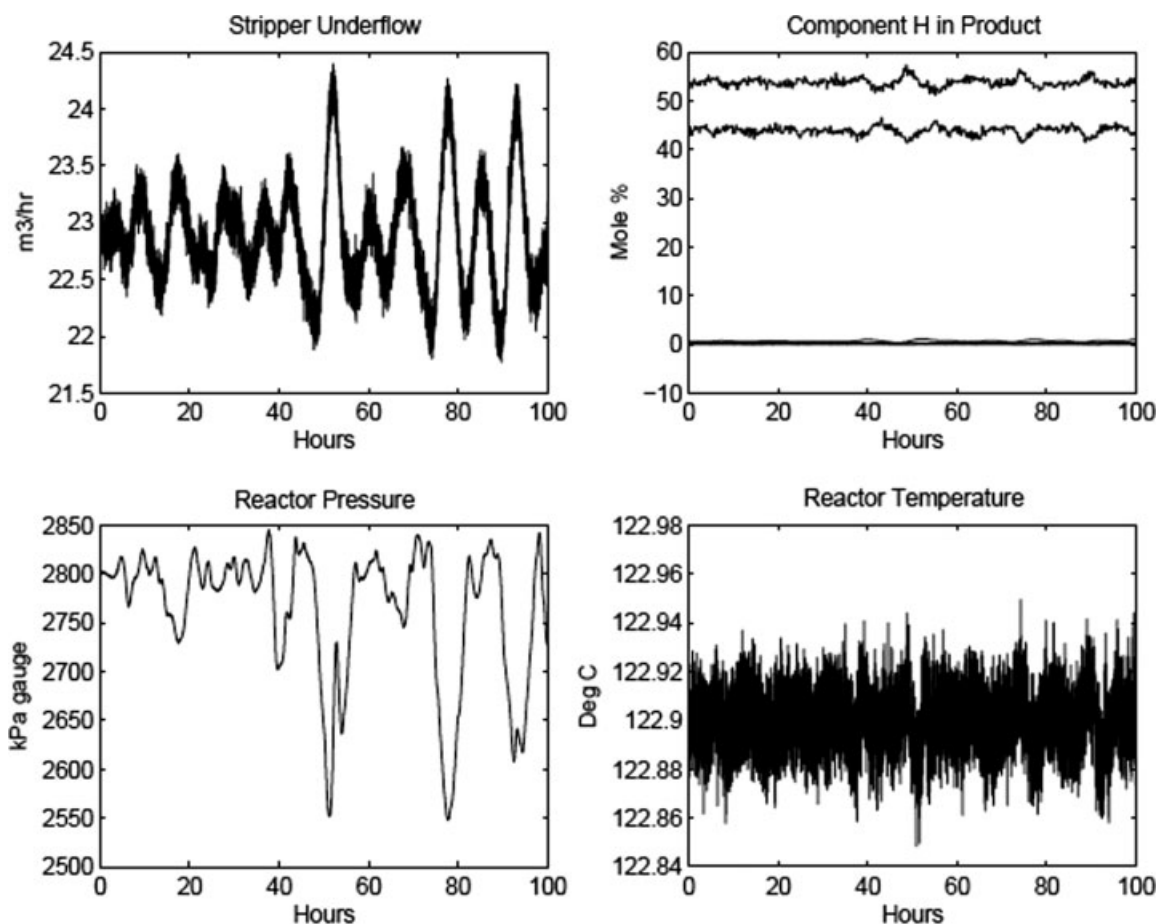 Stripper Underflow
24.5
24
23.5
23
22.5
22
21.5
m3/hr
0 20 40 60 80 100
Hours
Component H in Product
60
50
40
30
20
10
0
−10
Mole %
0 20 40 60 80 100
Hours
Reactor Pressure
2850
2800
2750
2700
2650
2600
2550
2500
kPa gauge
0 20 40 60 80 100
Hours
Reactor Temperature
122.98
122.96
122.94
122.92
122.9
122.88
122.86
122.84
Deg C
0 20 40 60 80 100
Hours